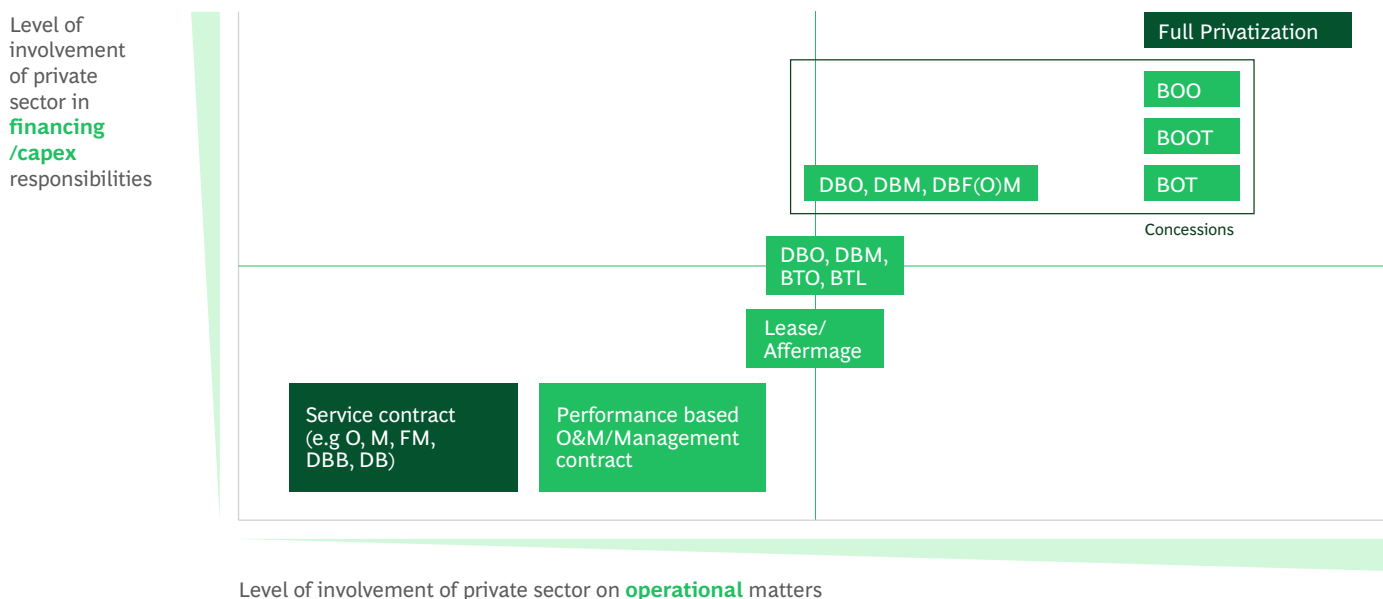 Level of
involvement
of private
sector in
financing
/capex
responsibilities
Full Privatization
BOO
BOOT
DBO, DBM, DBF(O)M
BOT
Concessions
DBO, DBM,
BTO, BTL
Lease/
Affermage
Service contract
(e.g O, M, FM,
DBB, DB)
Performance based
O&M/Management
contract
Level of involvement of private sector on operational matters